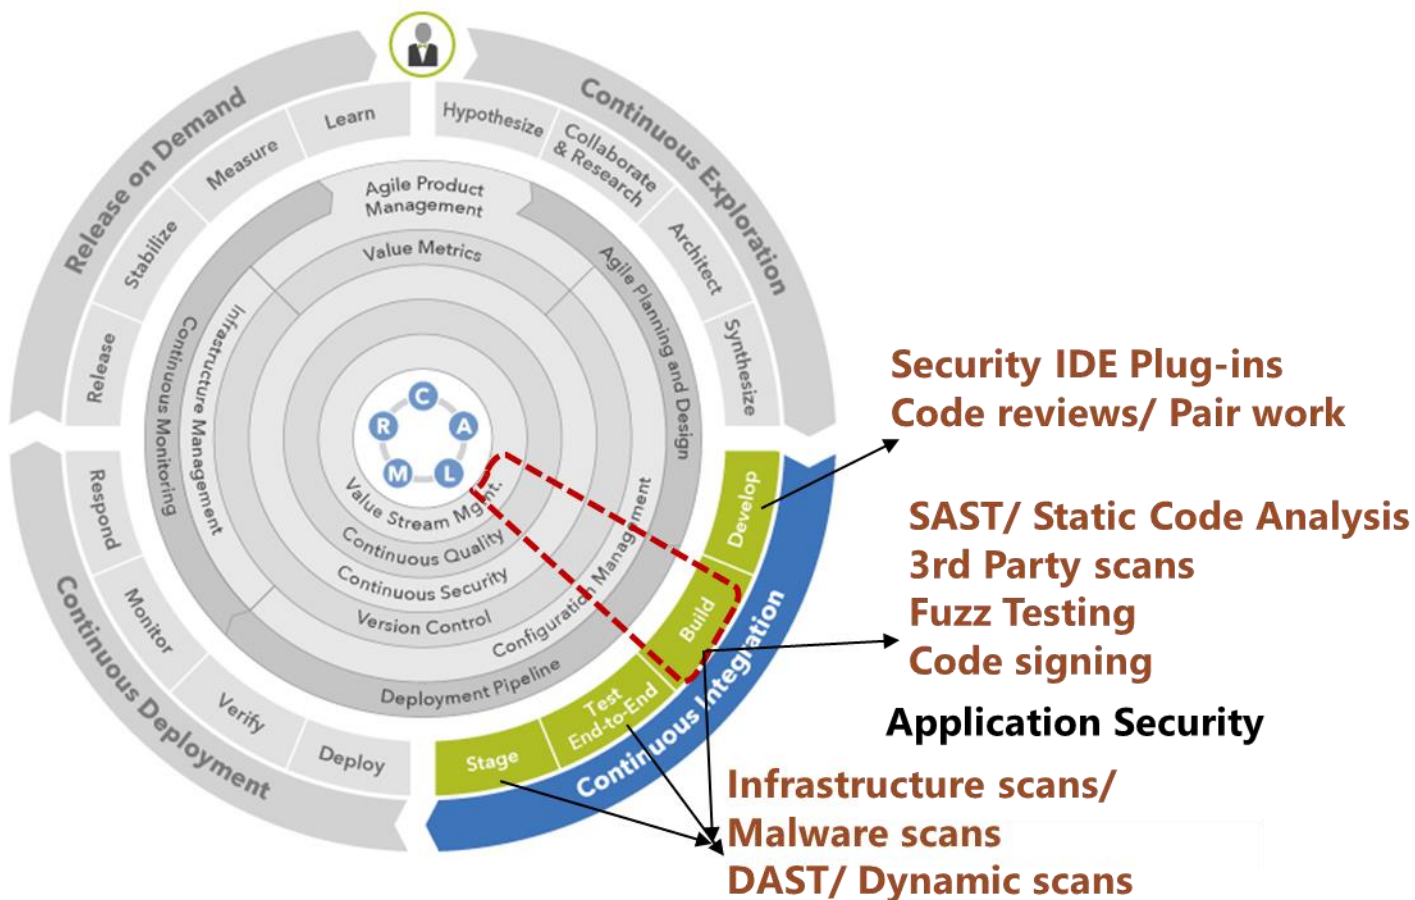 Release on Demand
Continuous Exploration
Learn
Measure
Stabilize
Release
Hypothesize
Collaborate
& Research
Architect
Synthesize
Agile Product
Management
Value Metrics
Agile Planning and Design
Continuous Monitoring
Infrastructure Management
C
R
A
M
L
Value Stream Mgmt.
Continuous Quality
Continuous Security
Version Control
Configuration Management
Deployment Pipeline
Respond
Monitor
Verify
Deploy
Continuous Deployment
Develop
Build
Test
End-to-End
Stage
Continuous Integration
Security IDE Plug-ins
Code reviews/ Pair work
SAST/ Static Code Analysis
3rd Party scans
Fuzz Testing
Code signing
Application Security
Infrastructure scans/
Malware scans
DAST/ Dynamic scans